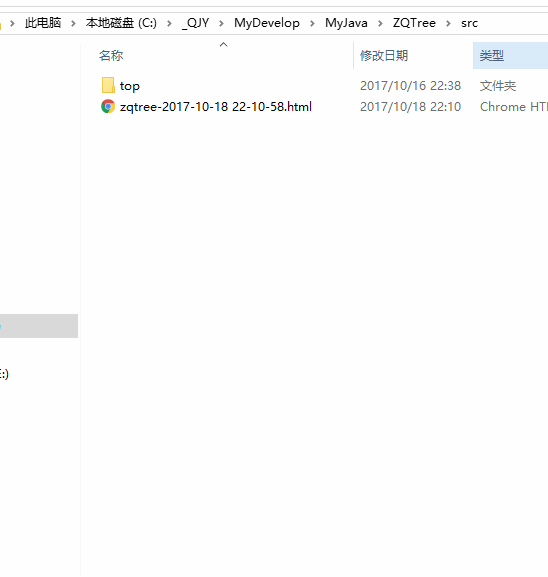 此电脑 > 本地磁盘 (C:) > _QJY > MyDevelop > MyJava > ZQTree > src
名称 修改日期 类型
top 2017/10/16 22:38 文件夹
zqtree-2017-10-18 22-10-58.html 2017/10/18 22:10 Chrome HT
E:)